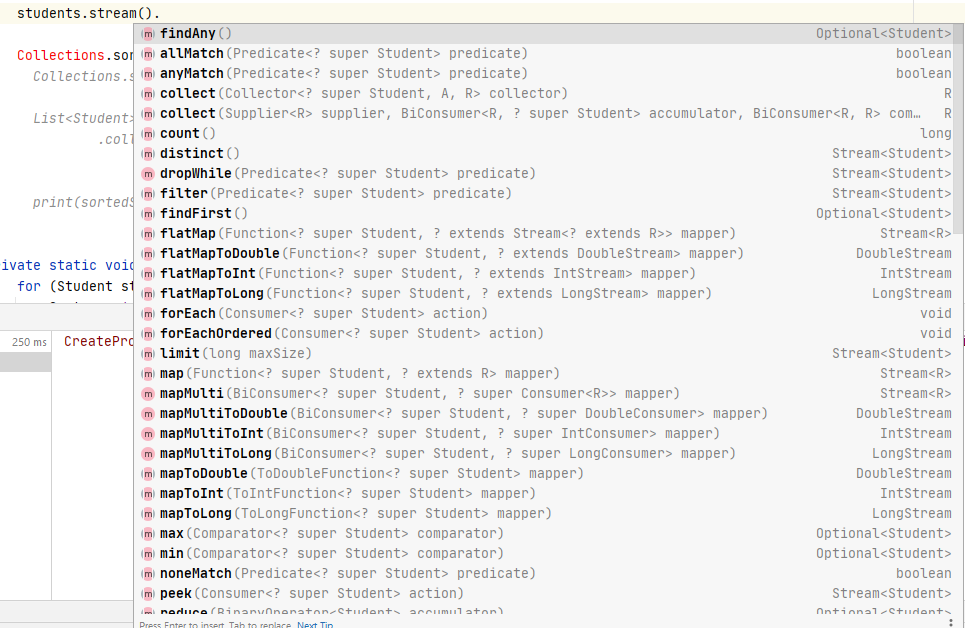 students.stream().
findAny() Optional<Student>
Collections.sor
allMatch(Predicate<? super Student> predicate) boolean
Collections.s
anyMatch(Predicate<? super Student> predicate) boolean
collect(Collector<? super Student, A, R> collector) R
List<Student>
collect(Supplier<R> supplier, BiConsumer<R, ? super Student> accumulator, BiConsumer<R, R> com… R
.coll
count() long
distinct() Stream<Student>
dropWhile(Predicate<? super Student> predicate) Stream<Student>
print(sortedS
filter(Predicate<? super Student> predicate) Stream<Student>
findFirst() Optional<Student>
flatMap(Function<? super Student, ? extends Stream<? extends R>> mapper) Stream<R>
flatMapToDouble(Function<? super Student, ? extends DoubleStream> mapper) DoubleStream
ivate static void
flatMapToInt(Function<? super Student, ? extends IntStream> mapper) IntStream
for (Student st
flatMapToLong(Function<? super Student, ? extends LongStream> mapper) LongStream
forEach(Consumer<? super Student> action) void
forEachOrdered(Consumer<? super Student> action) void
250 ms CreatePro
limit(long maxSize) Stream<Student>
map(Function<? super Student, ? extends R> mapper) Stream<R>
mapMulti(BiConsumer<? super Student, ? super Consumer<R>> mapper) Stream<R>
mapMultiToDouble(BiConsumer<? super Student, ? super DoubleConsumer> mapper) DoubleStream
mapMultiToInt(BiConsumer<? super Student, ? super IntConsumer> mapper) IntStream
mapMultiToLong(BiConsumer<? super Student, ? super LongConsumer> mapper) LongStream
mapToDouble(ToDoubleFunction<? super Student> mapper) DoubleStream
mapToInt(ToIntFunction<? super Student> mapper) IntStream
mapToLong(ToLongFunction<? super Student> mapper) LongStream
max(Comparator<? super Student> comparator) Optional<Student>
min(Comparator<? super Student> comparator) Optional<Student>
noneMatch(Predicate<? super Student> predicate) boolean
peek(Consumer<? super Student> action) Stream<Student>
reduce(BinaryOperator<Student> accumulator) Optional<Student>
Press Enter to insert, Tab to replace Next Tip